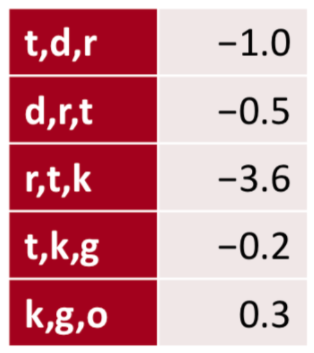 t,d,r −1.0
d,r,t −0.5
r,t,k −3.6
t,k,g −0.2
k,g,o 0.3